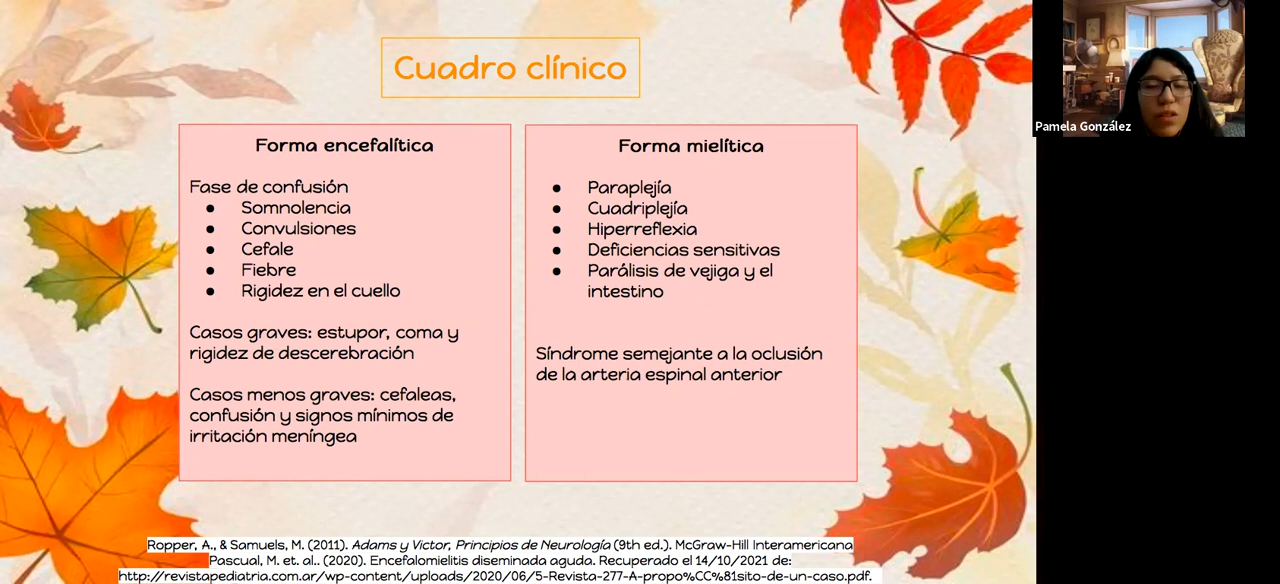 Cuadro clínico
Forma encefalítica
Fase de confusión
● Somnolencia
● Convulsiones
● Cefale
● Fiebre
● Rigidez en el cuello
Casos graves: estupor, coma y
rigidez de descerebración
Casos menos graves: cefaleas,
confusión y signos mínimos de
irritación meníngea
Forma mielítica
● Paraplejía
● Cuadriplejía
● Hiperreflexia
● Deficiencias sensitivas
● Parálisis de vejiga y el
intestino
Síndrome semejante a la oclusión
de la arteria espinal anterior
Ropper, A., & Samuels, M. (2011). Adams y Victor, Principios de Neurología (9th ed.). McGraw-Hill Interamericana
Pascual, M. et. al.. (2020). Encefalomielitis diseminada aguda. Recuperado el 14/10/2021 de:
http://revistapediatria.com.ar/wp-content/uploads/2020/06/5-Revista-277-A-propo%CC%81sito-de-un-caso.pdf.
Pamela González